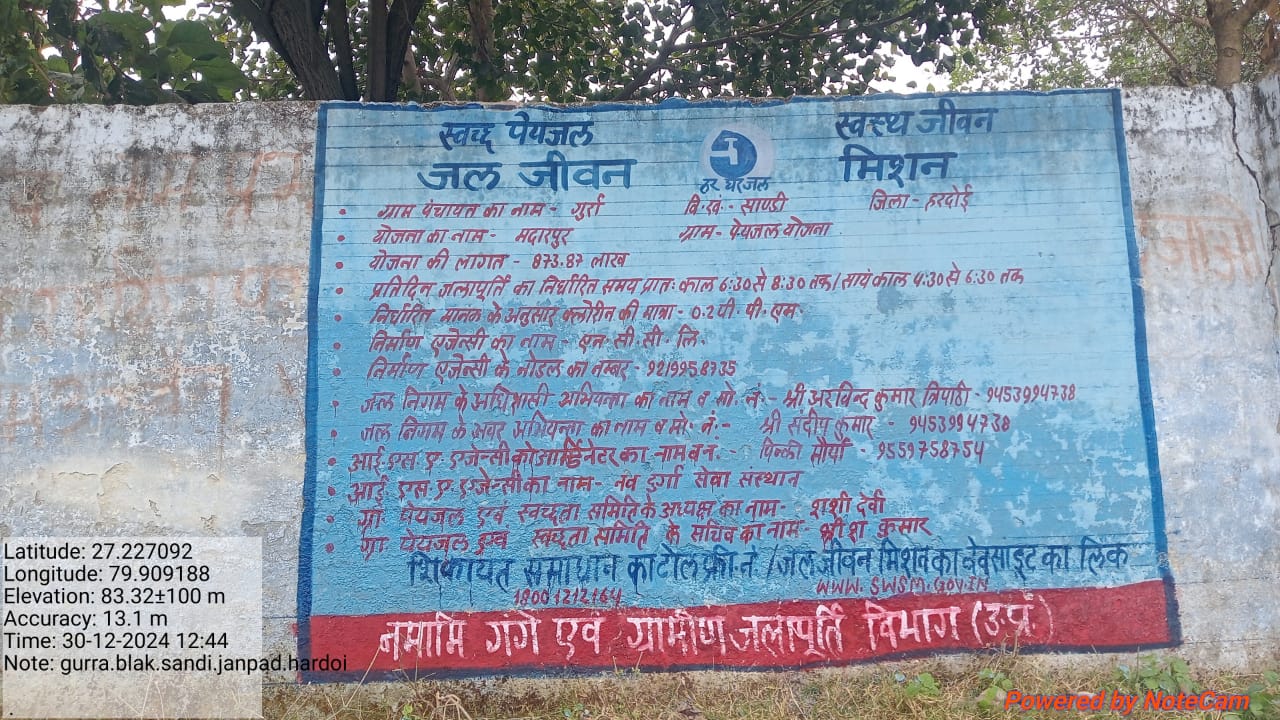 स्वच्छ पेयजल स्वस्थ जीवन
जल जीवन मिशन
हर घर जल
• ग्राम पंचायत का नाम - गुर्रा वि.खं.- साण्डी जिला - हरदोई
• योजना का नाम - मदारपुर ग्राम - पेयजल योजना
• योजना की लागत - 873.87 लाख
• प्रतिदिन जलापूर्ति का निर्धारित समय प्रातः काल 6:30 से 8:30 तक / सायं काल 4:30 से 6:30 तक
• निर्धारित मानक के अनुसार क्लोरीन की मात्रा - 0.2 पी. पी. एम.
• निर्माण एजेन्सी का नाम - एन. सी. सी. लि.
• निर्माण एजेन्सी के नोडल का नम्बर - 9219958735
• जल निगम के अधिशासी अभियन्ता का नाम व मो. नं. - श्री अरविन्द कुमार त्रिपाठी - 9453994738
• जल निगम के अवर अभियन्ता का नाम व मो. नं. - श्री संदीप कुमार - 9453994738
• आई. एस. ए. एजेन्सी कोआर्डिनेटर का नाम व नं. - पिन्की मौर्या - 9559758754
• आई. एस. ए. एजेन्सी का नाम - नव दुर्गा सेवा संस्थान
• ग्रा. पेयजल एवं स्वच्छता समिति के अध्यक्ष का नाम - शशी देवी
• ग्रा. पेयजल एवं स्वच्छता समिति के सचिव का नाम - श्रीश कुमार
शिकायत समाधान का टोल फ्री नं. / जल जीवन मिशन का वेबसाइट का लिंक
18001212164 WWW.SWSM.GOV.IN
नमामि गंगे एवं ग्रामीण जलापूर्ति विभाग (उ.प्र.)
Latitude: 27.227092
Longitude: 79.909188
Elevation: 83.32±100 m
Accuracy: 13.1 m
Time: 30-12-2024 12:44
Note: gurra.blak.sandi.janpad.hardoi
Powered by NoteCam